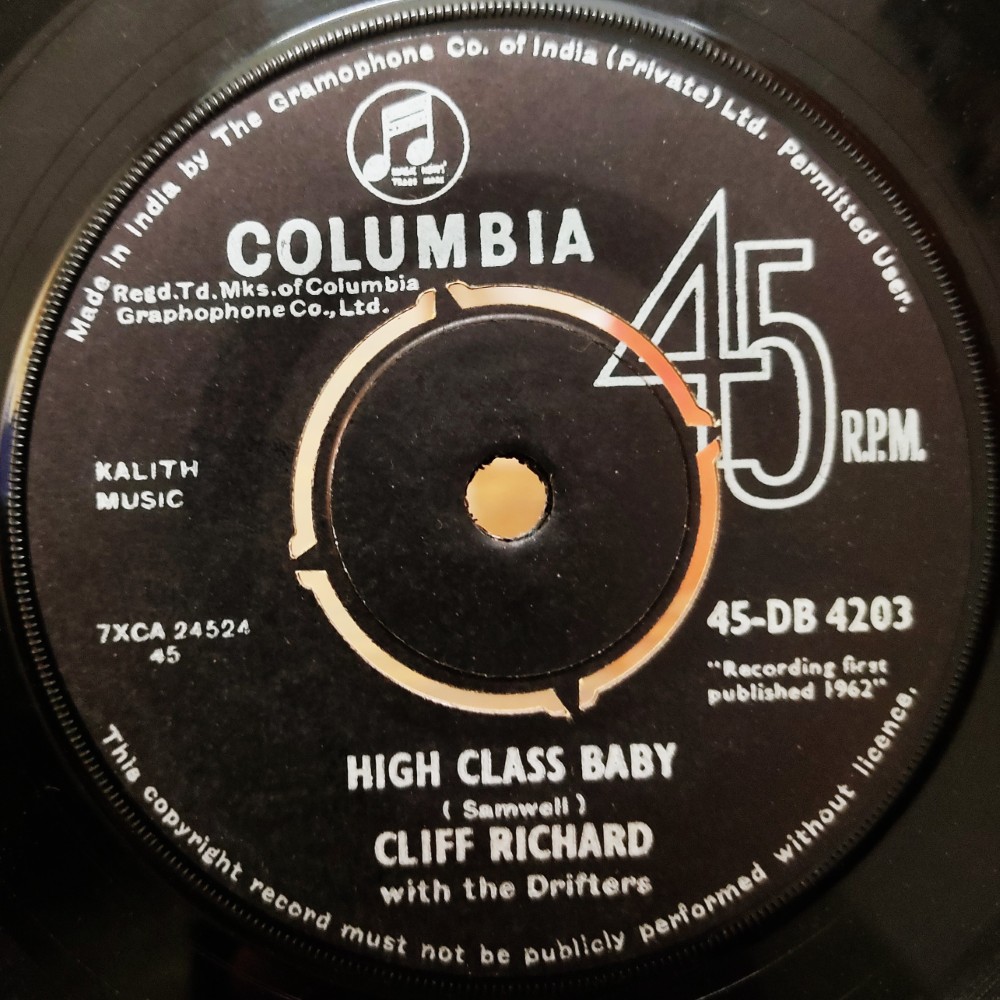 Made in India by The Gramophone Co. of India (Private) Ltd. Permitted User.
TRADE MARK
COLUMBIA
Regd.Td.Mks.of Columbia
Graphophone Co., Ltd.
45 R.P.M.
KALITH
MUSIC
7XCA 24524
45
45-DB 4203
"Recording first
published 1962"
HIGH CLASS BABY
(Samwell)
CLIFF RICHARD
with the Drifters
This copyright record must not be publicly performed without licence.